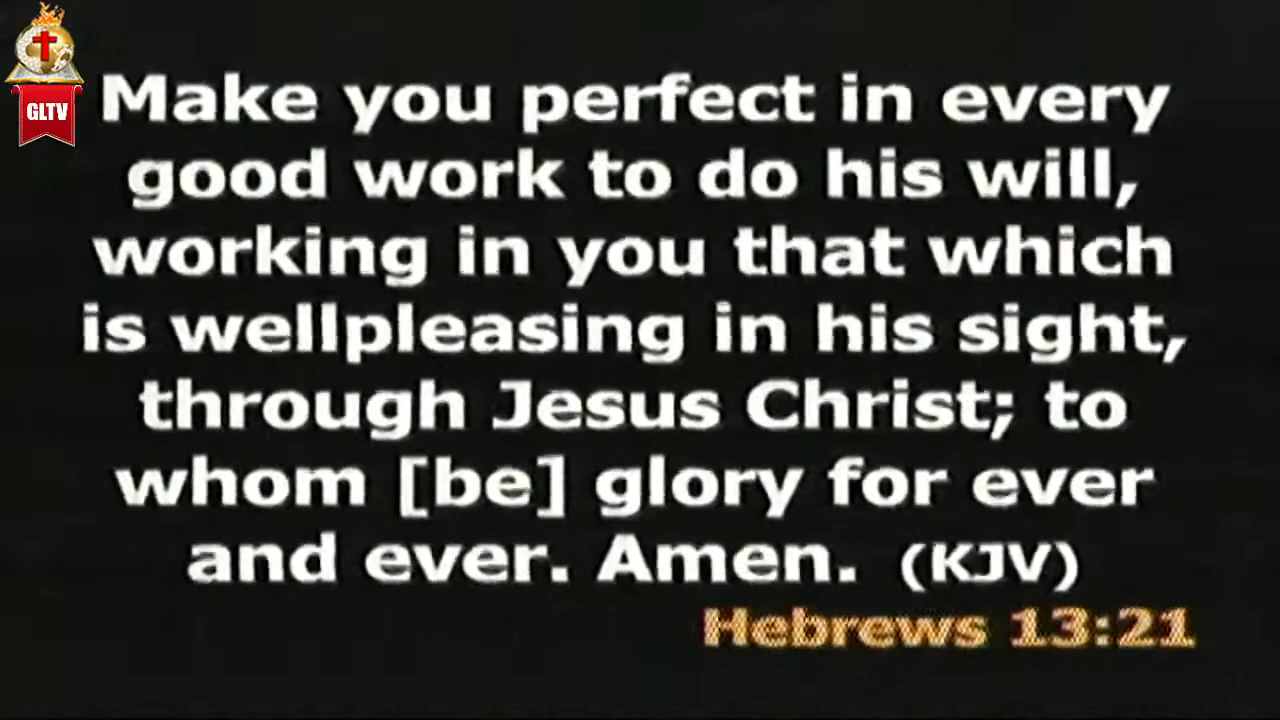 GLTV
Make you perfect in every
good work to do his will,
working in you that which
is wellpleasing in his sight,
through Jesus Christ; to
whom [be] glory for ever
and ever. Amen. (KJV)
Hebrews 13:21